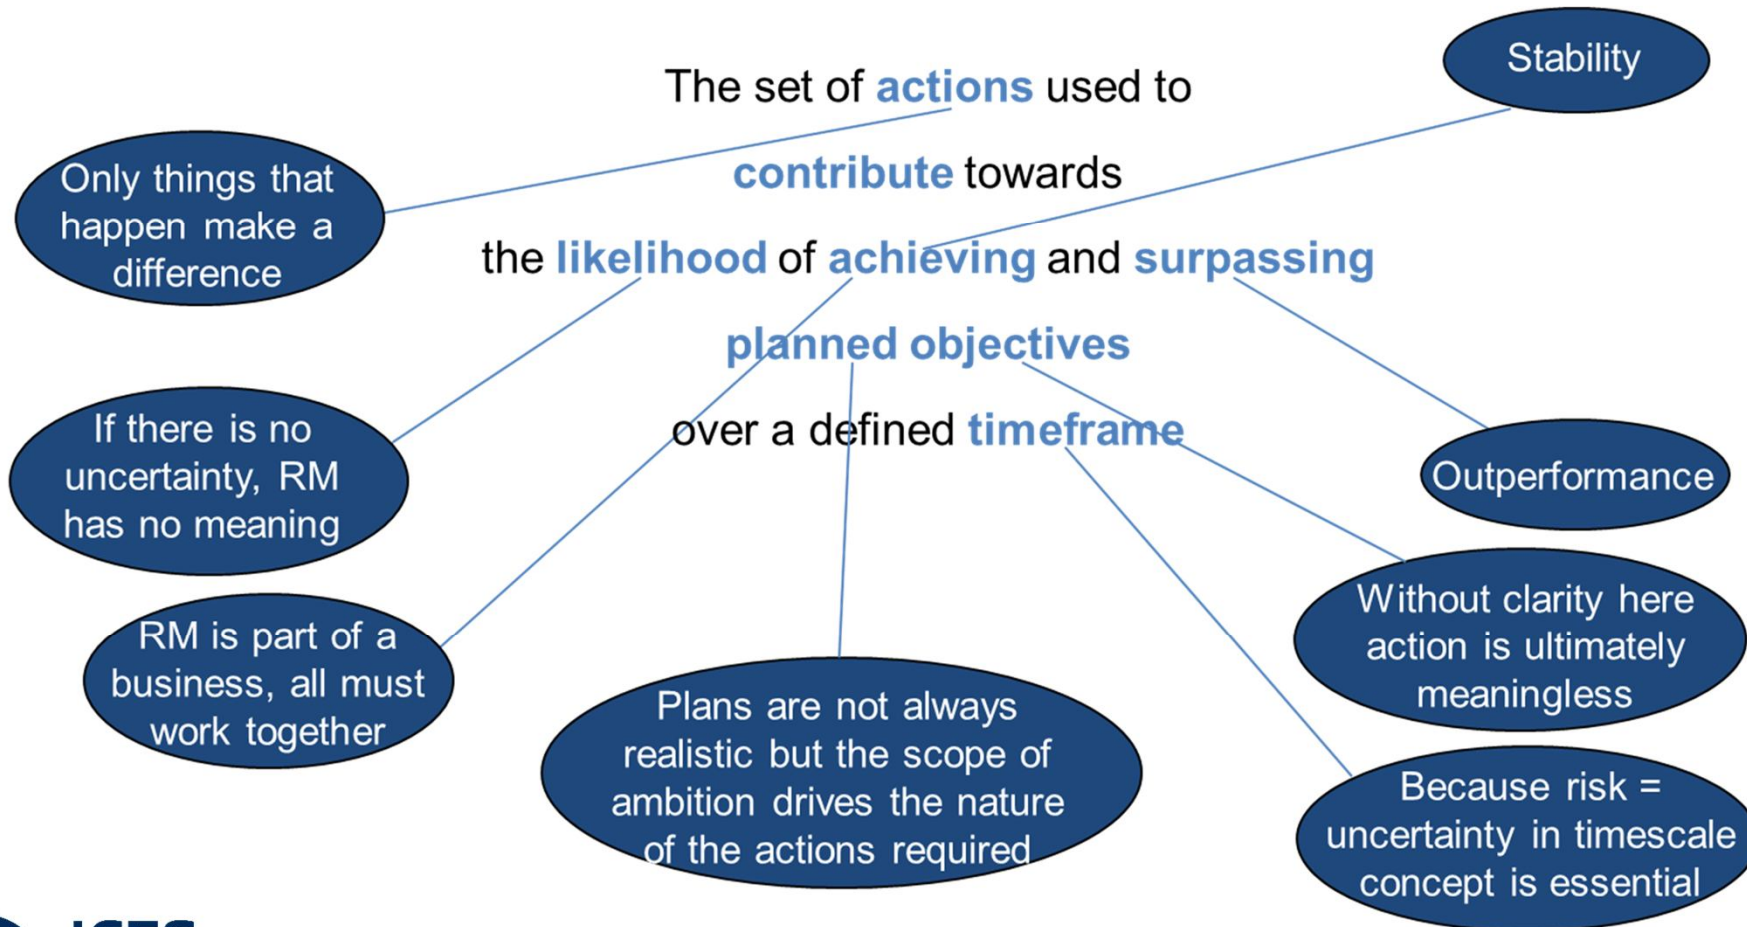 The set of actions used to
contribute towards
the likelihood of achieving and surpassing
planned objectives
over a defined timeframe
Stability
Only things that
happen make a
difference
If there is no
uncertainty, RM
has no meaning
RM is part of a
business, all must
work together
Plans are not always
realistic but the scope of
ambition drives the nature
of the actions required
Outperformance
Without clarity here
action is ultimately
meaningless
Because risk =
uncertainty in timescale
concept is essential